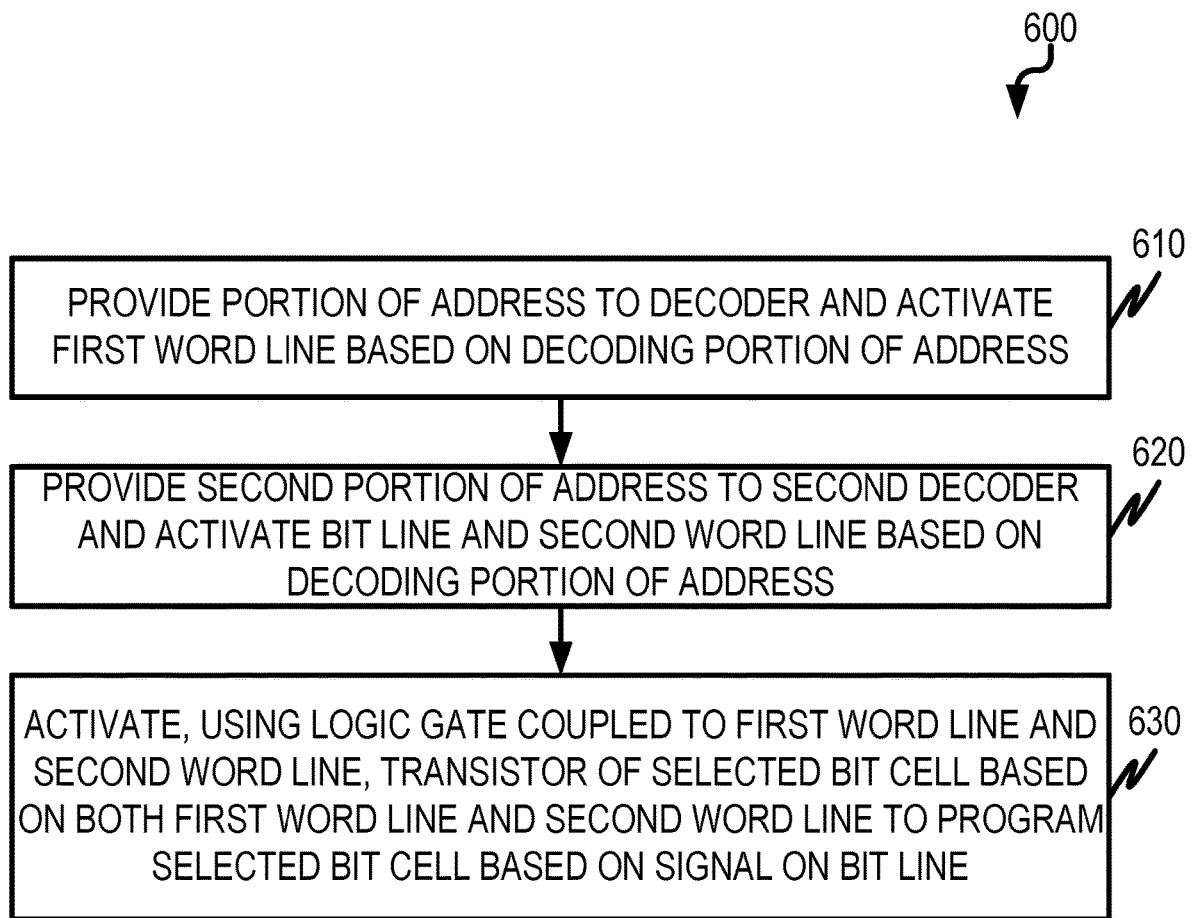 600
610
PROVIDE PORTION OF ADDRESS TO DECODER AND ACTIVATE
FIRST WORD LINE BASED ON DECODING PORTION OF ADDRESS
620
PROVIDE SECOND PORTION OF ADDRESS TO SECOND DECODER
AND ACTIVATE BIT LINE AND SECOND WORD LINE BASED ON
DECODING PORTION OF ADDRESS
630
ACTIVATE, USING LOGIC GATE COUPLED TO FIRST WORD LINE AND
SECOND WORD LINE, TRANSISTOR OF SELECTED BIT CELL BASED
ON BOTH FIRST WORD LINE AND SECOND WORD LINE TO PROGRAM
SELECTED BIT CELL BASED ON SIGNAL ON BIT LINE